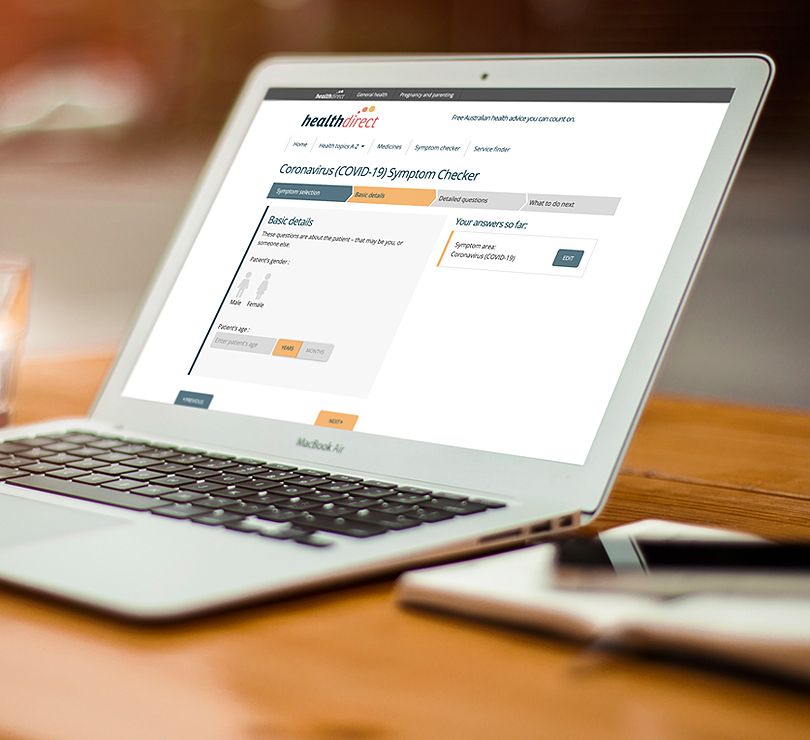 healthdirect General health Pregnancy and parenting
healthdirect Free Australian health advice you can count on.
Home Health topics A-Z Medicines Symptom checker Service finder
Coronavirus (COVID-19) Symptom Checker
Symptom selection Basic details Detailed questions What to do next
Basic details
These questions are about the patient – that may be you, or
someone else.
Patient's gender :
Male Female
Patient's age :
Enter patient's age YEARS MONTHS
PREVIOUS NEXT
Your answers so far:
Symptom area:
Coronavirus (COVID-19) EDIT
MacBook Air